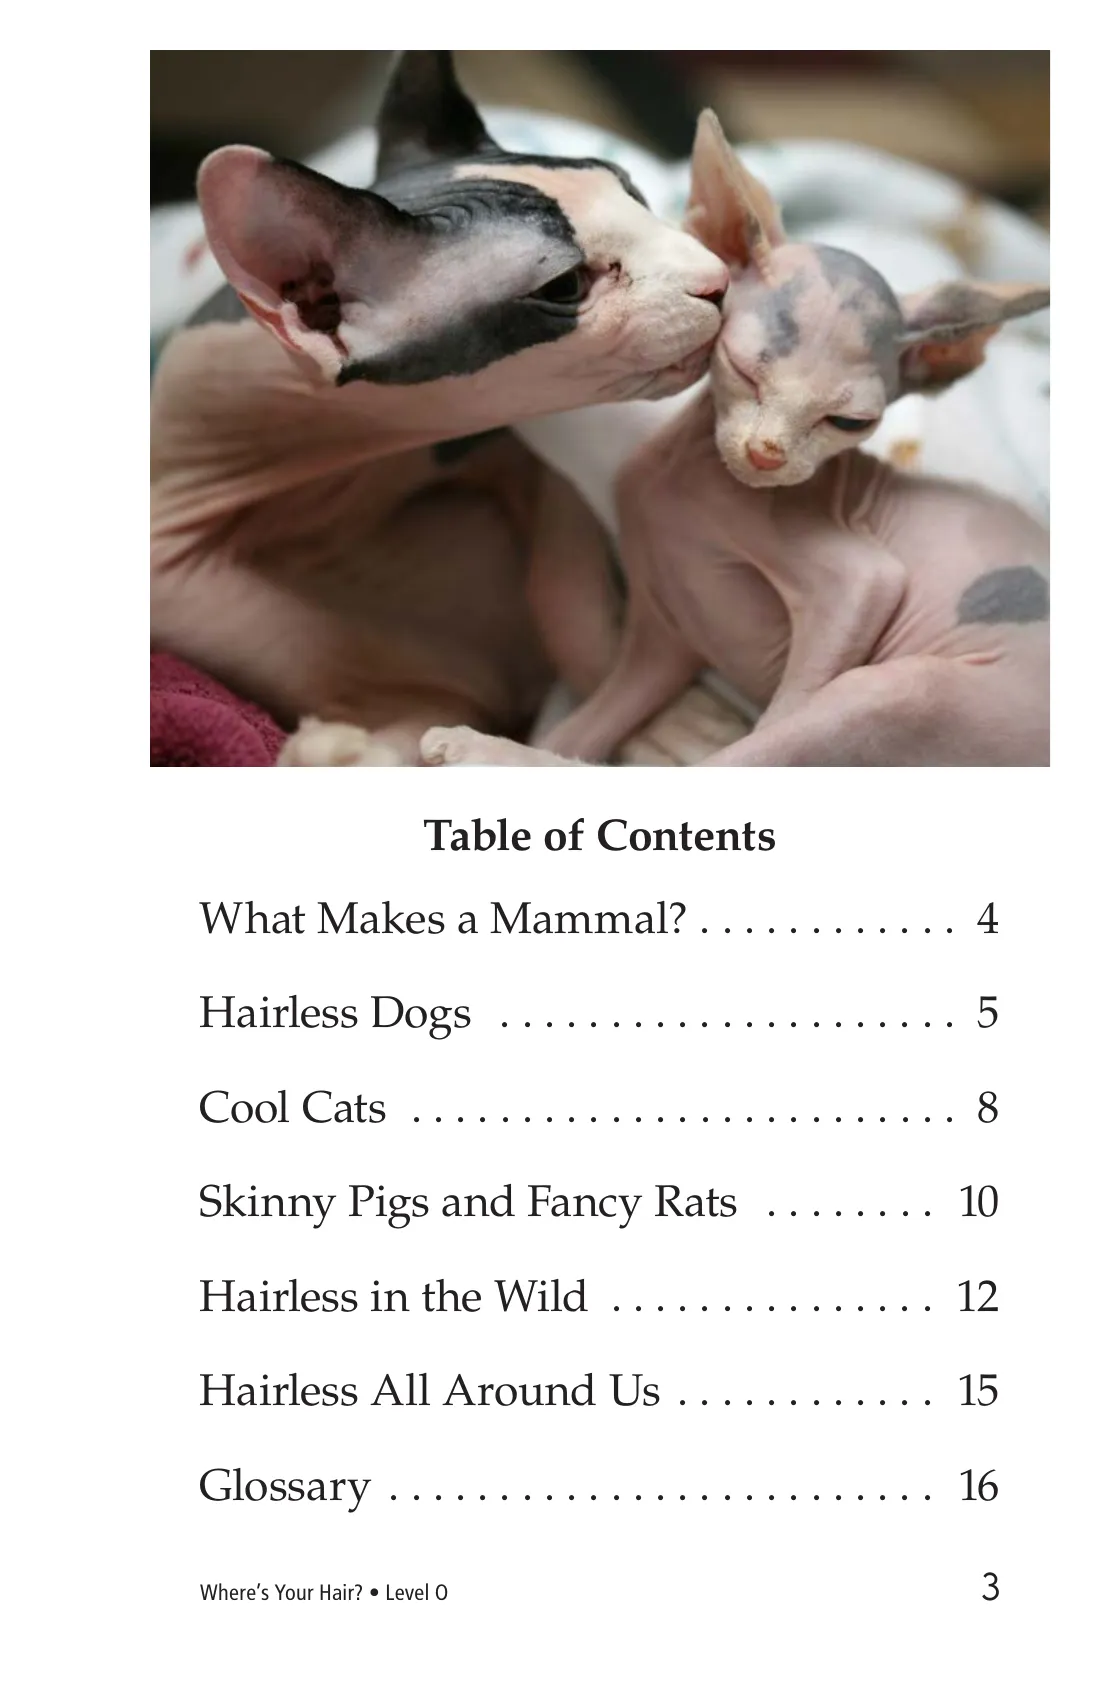 Table of Contents
What Makes a Mammal? . . . . . . . . . . . . 4
Hairless Dogs . . . . . . . . . . . . . . . . . . . . . 5
Cool Cats . . . . . . . . . . . . . . . . . . . . . . . . . 8
Skinny Pigs and Fancy Rats . . . . . . . . 10
Hairless in the Wild . . . . . . . . . . . . . . . 12
Hairless All Around Us . . . . . . . . . . . . 15
Glossary . . . . . . . . . . . . . . . . . . . . . . . . . 16
Where’s Your Hair? • Level O 3